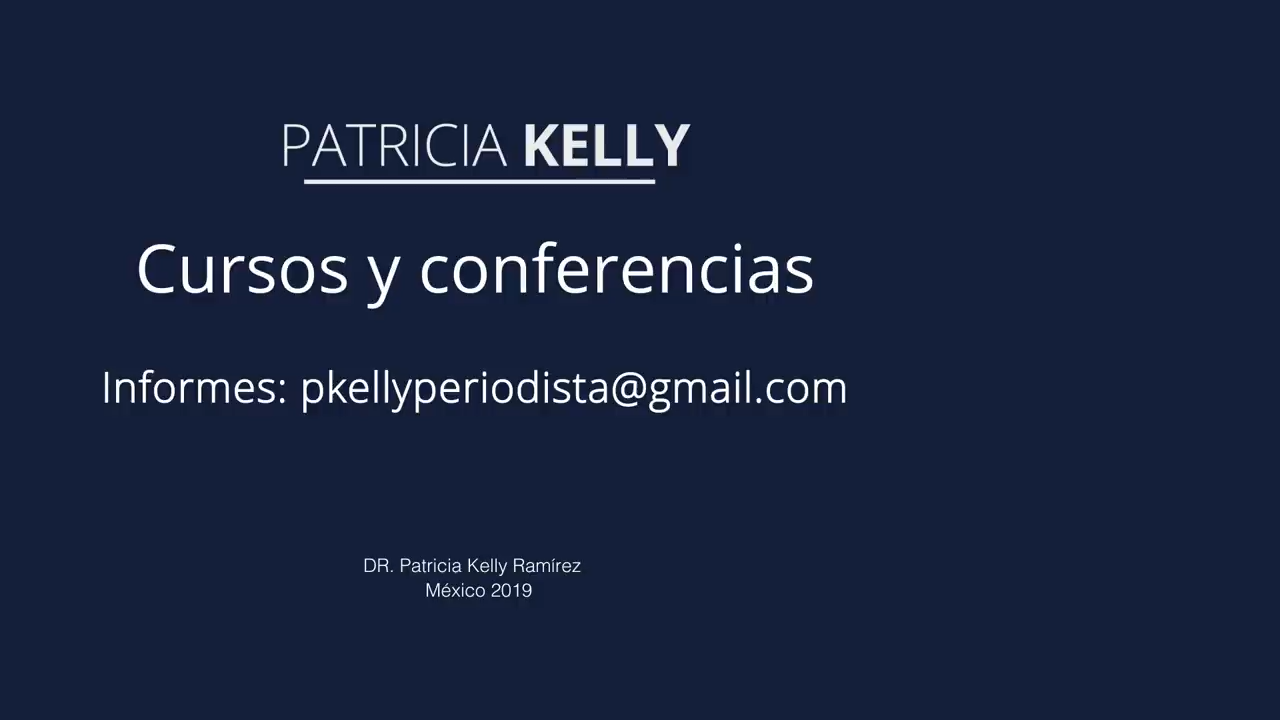 PATRICIA KELLY
Cursos y conferencias
Informes: pkellyperiodista@gmail.com
DR. Patricia Kelly Ramírez
México 2019